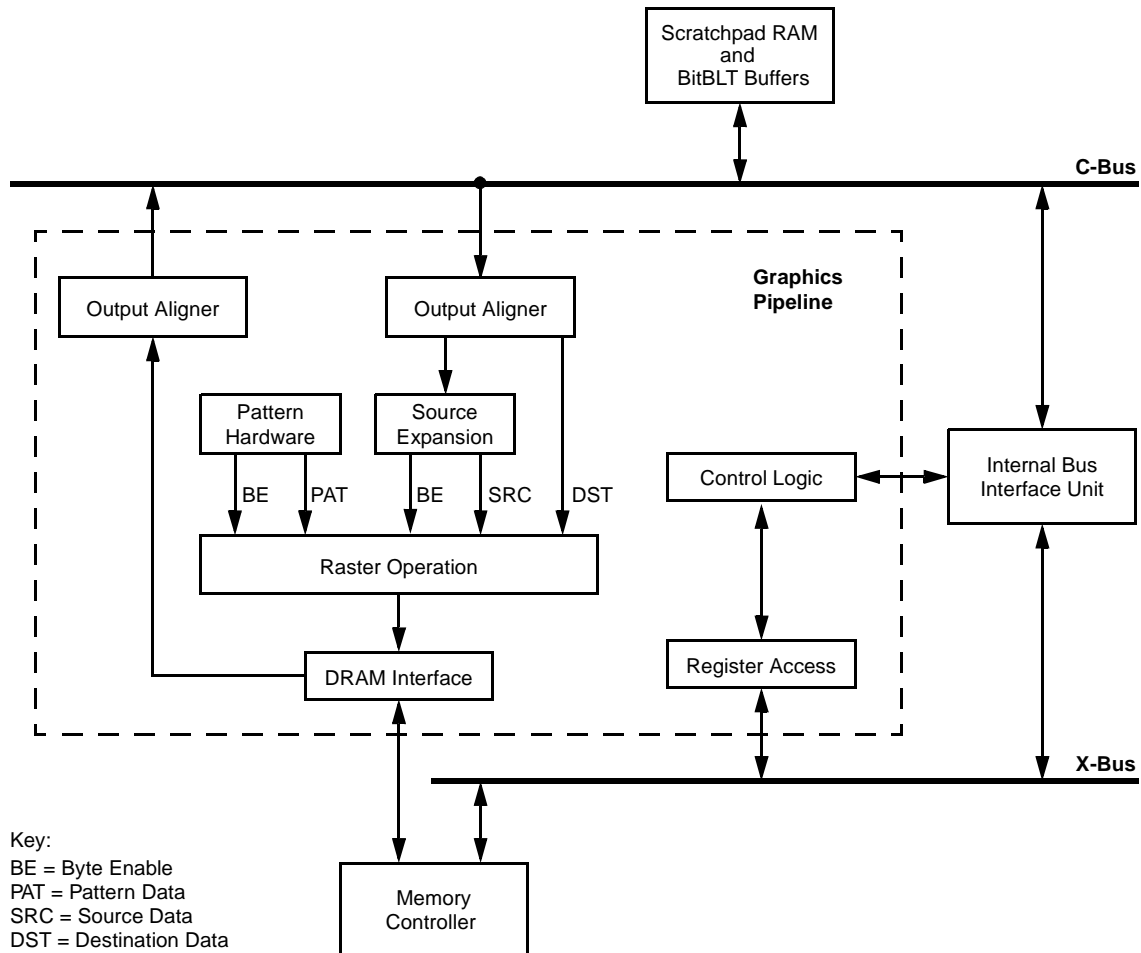 Scratchpad RAM
and
BitBLT Buffers
C-Bus
Graphics
Pipeline
Output Aligner
Output Aligner
Pattern
Hardware
Source
Expansion
Control Logic
Internal Bus
Interface Unit
BE
PAT
BE
SRC
DST
Raster Operation
DRAM Interface
Register Access
X-Bus
Key:
BE = Byte Enable
PAT = Pattern Data
SRC = Source Data
DST = Destination Data
Memory
Controller